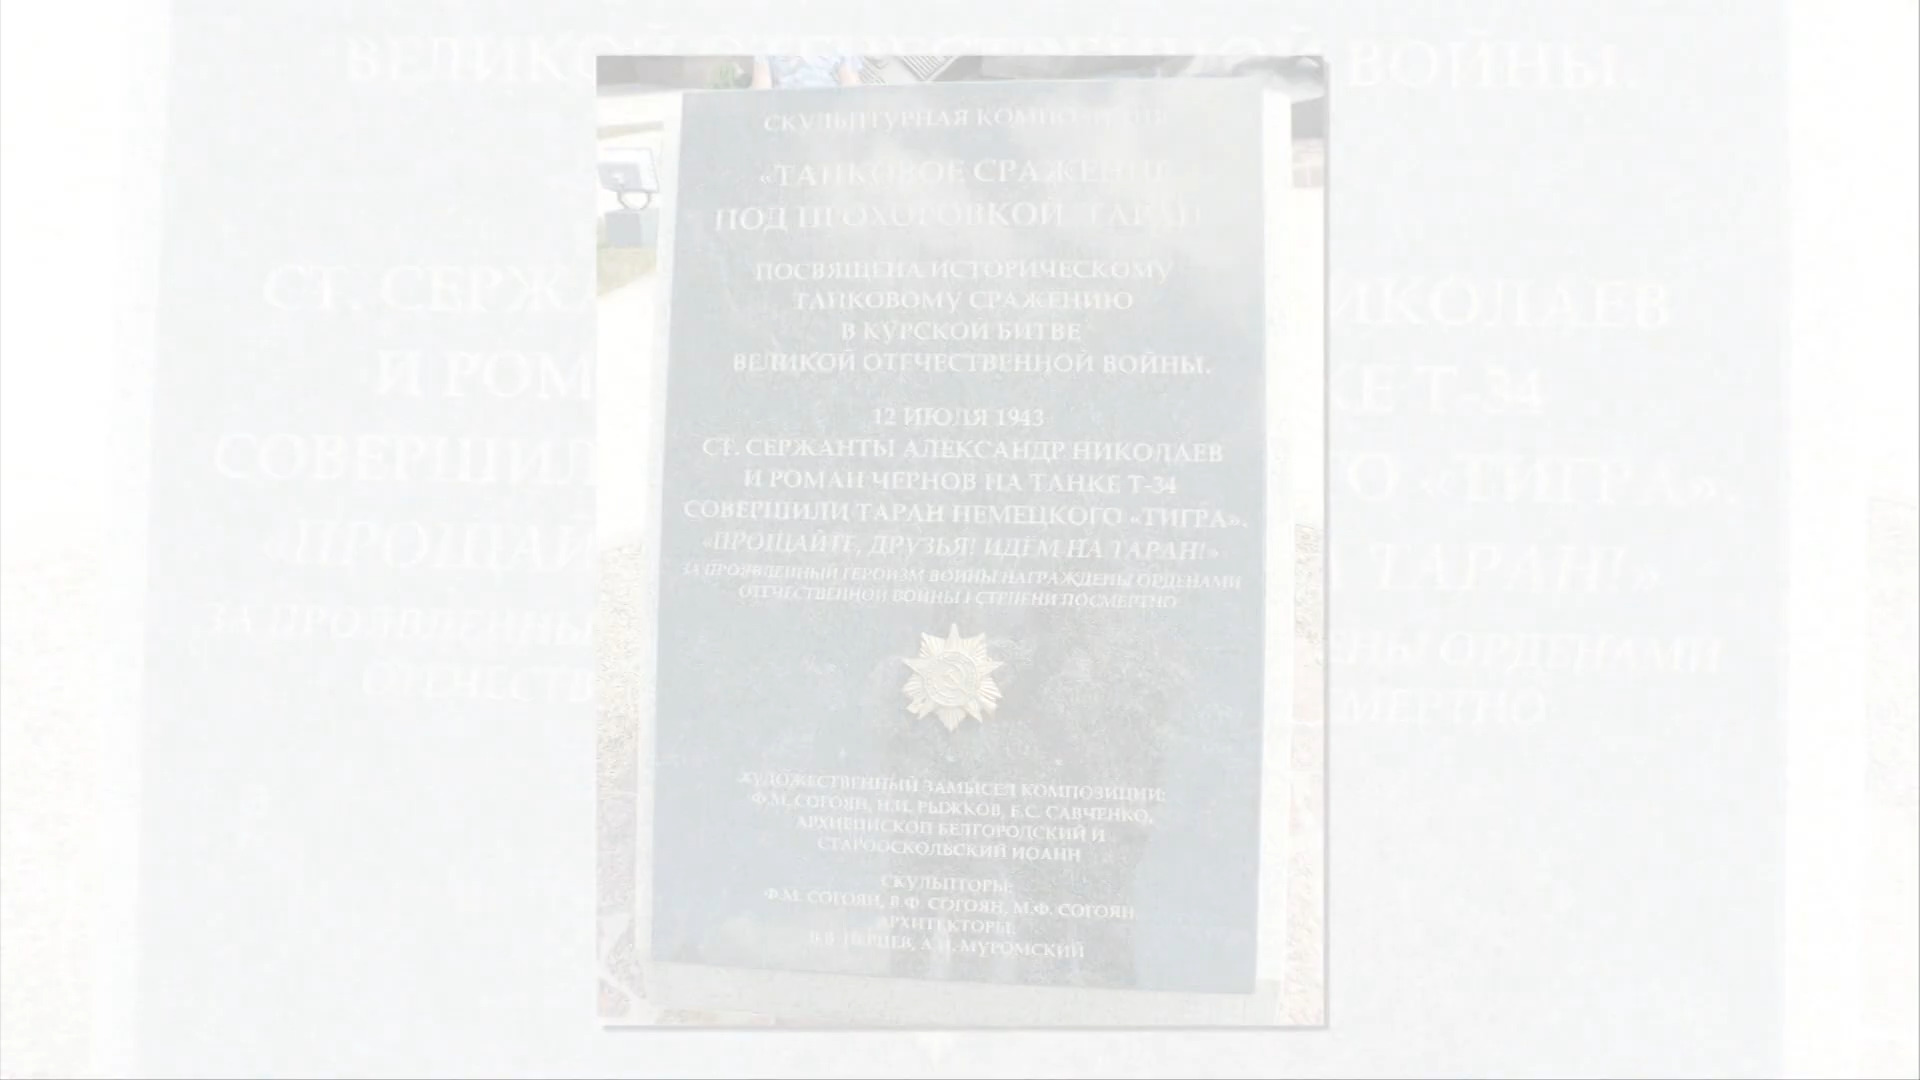 СКУЛЬПТУРНАЯ КОМПОЗИЦИЯ
«ТАНКОВОЕ СРАЖЕНИЕ
ПОД ПРОХОРОВКОЙ. ТАРАН
ПОСВЯЩЕНА ИСТОРИЧЕСКОМУ
ТАНКОВОМУ СРАЖЕНИЮ
В КУРСКОЙ БИТВЕ
ВЕЛИКОЙ ОТЕЧЕСТВЕННОЙ ВОЙНЫ.
12 ИЮЛЯ 1943
СТ. СЕРЖАНТЫ АЛЕКСАНДР НИКОЛАЕВ
И РОМАН ЧЕРНОВ НА ТАНКЕ Т-34
СОВЕРШИЛИ ТАРАН НЕМЕЦКОГО «ТИГРА».
«ПРОЩАЙТЕ, ДРУЗЬЯ! ИДЁМ НА ТАРАН!»
ЗА ПРОЯВЛЕННЫЙ ГЕРОИЗМ ВОИНЫ НАГРАЖДЕНЫ ОРДЕНАМИ
ОТЕЧЕСТВЕННОЙ ВОЙНЫ I СТЕПЕНИ ПОСМЕРТНО
ХУДОЖЕСТВЕННЫЙ ЗАМЫСЕЛ КОМПОЗИЦИИ:
Ф.М. СОГОЯН, Н.И. РЫЖКОВ, Е.С. САВЧЕНКО,
АРХИЕПИСКОП БЕЛГОРОДСКИЙ И
СТАРООСКОЛЬСКИЙ ИОАНН
СКУЛЬПТОРЫ:
Ф.М. СОГОЯН, В.Ф. СОГОЯН, М.Ф. СОГОЯН
АРХИТЕКТОРЫ:
В.В. ПЕРЦЕВ, А.И. МУРОМСКИЙ